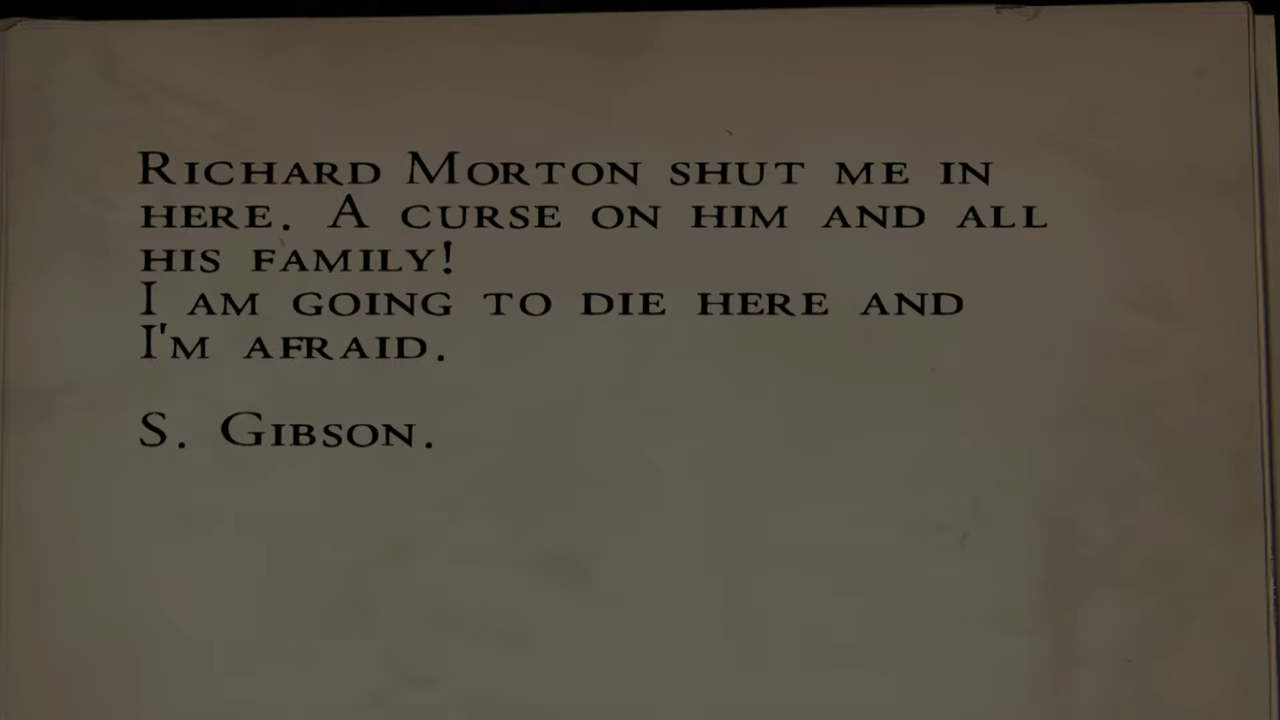 Richard Morton shut me in
here. A curse on him and all
his family!
I am going to die here and
I'm afraid.
S. Gibson.